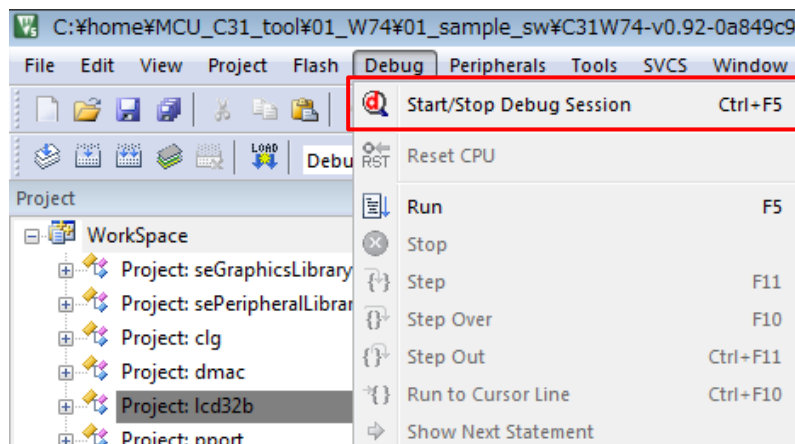 C:¥home¥MCU_C31_tool¥01_W74¥01_sample_sw¥C31W74-v0.92-0a849c9
File Edit View Project Flash Debug Peripherals Tools SVCS Window
Start/Stop Debug Session Ctrl+F5
LOAD
Debu
RST Reset CPU
Project
Run F5
WorkSpace
Stop
Project: seGraphicsLibrary
Step F11
Project: sePeripheralLibrar
Step Over F10
Project: clg
Step Out Ctrl+F11
Project: dmac
Run to Cursor Line Ctrl+F10
Project: lcd32b
Show Next Statement
Project: pport